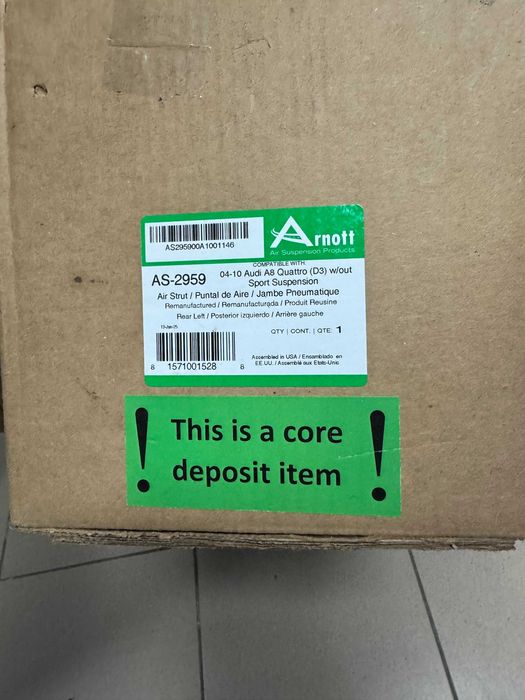 AS295900A1001146
Arnott
Air Suspension Products
COMPATIBLE WITH:
AS-2959
04-10 Audi A8 Quattro (D3) w/out
Sport Suspension
Air Strut / Puntal de Aire / Jambe Pneumatique
Remanufactured / Remanufacturada / Produit Reusine
Rear Left / Posterior izquierdo / Arrière gauche
QTY | CONT. | QTE: 1
8 1571001528 8
Assembled in USA / Ensamblado en
EE.UU. / Assemblé aux Etats-Unis
! This is a core !
deposit item